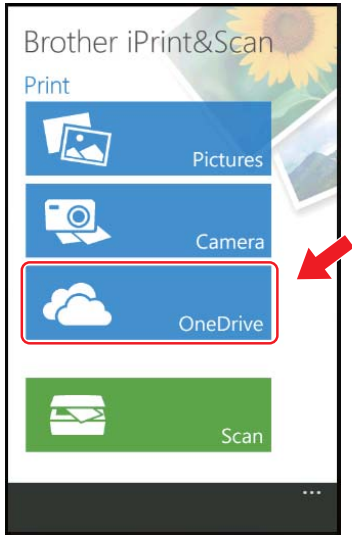 Brother iPrint&Scan
Print
Pictures
Camera
OneDrive
Scan
...